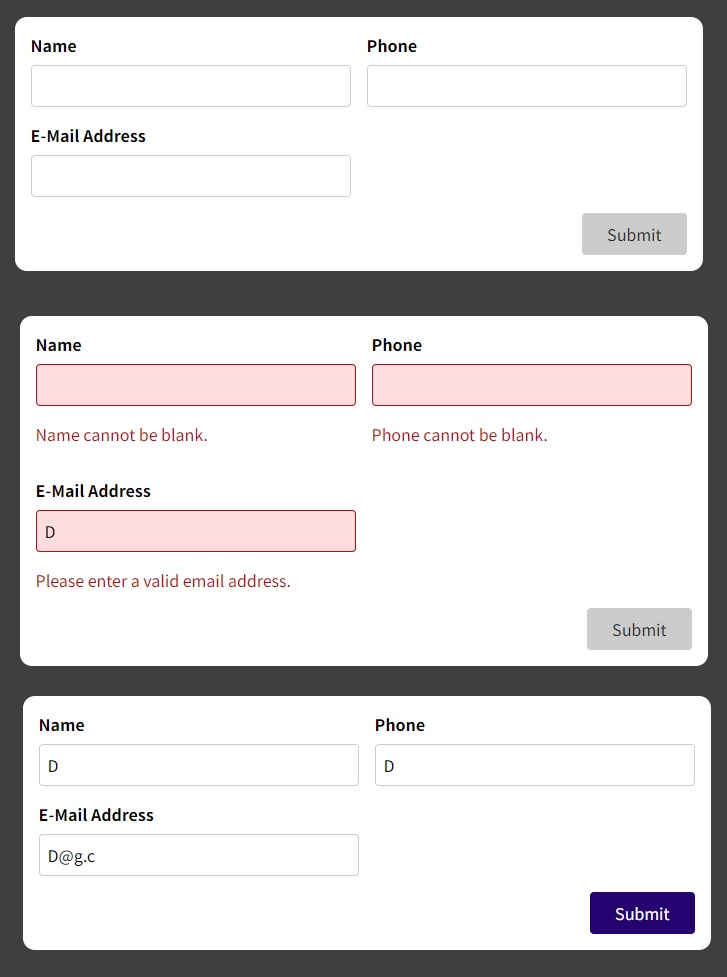 Name Phone
E-Mail Address
Submit
Name Phone
Name cannot be blank. Phone cannot be blank.
E-Mail Address
D
Please enter a valid email address.
Submit
Name Phone
D D
E-Mail Address
D@g.c
Submit